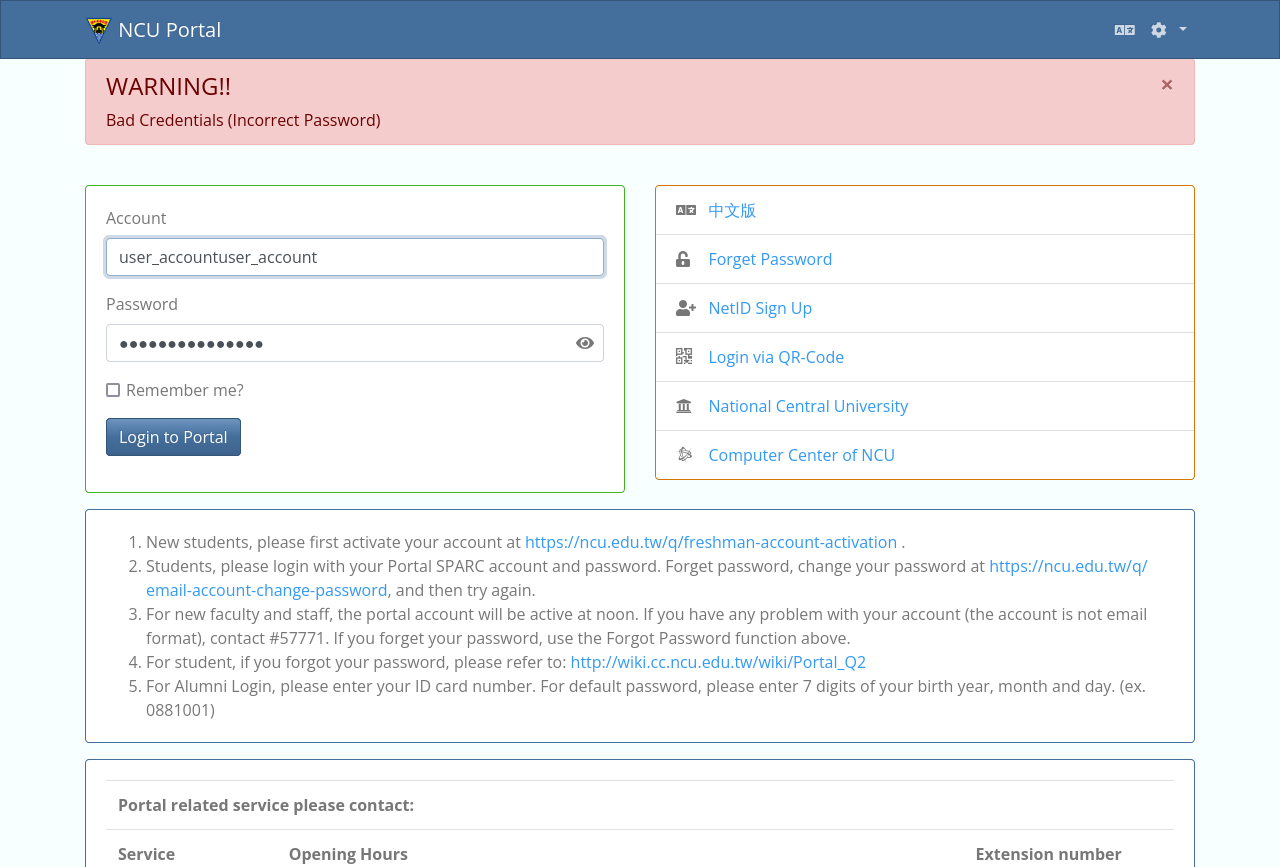 NCU Portal
WARNING!!
×
Bad Credentials (Incorrect Password)
Account
user_accountuser_account
Password
●●●●●●●●●●●●●●●
Remember me?
Login to Portal
中文版
Forget Password
NetID Sign Up
Login via QR-Code
National Central University
Computer Center of NCU
1. New students, please first activate your account at https://ncu.edu.tw/q/freshman-account-activation .
2. Students, please login with your Portal SPARC account and password. Forget password, change your password at https://ncu.edu.tw/q/
email-account-change-password, and then try again.
3. For new faculty and staff, the portal account will be active at noon. If you have any problem with your account (the account is not email
format), contact #57771. If you forget your password, use the Forgot Password function above.
4. For student, if you forgot your password, please refer to: http://wiki.cc.ncu.edu.tw/wiki/Portal_Q2
5. For Alumni Login, please enter your ID card number. For default password, please enter 7 digits of your birth year, month and day. (ex.
0881001)
Portal related service please contact:
Service Opening Hours Extension number